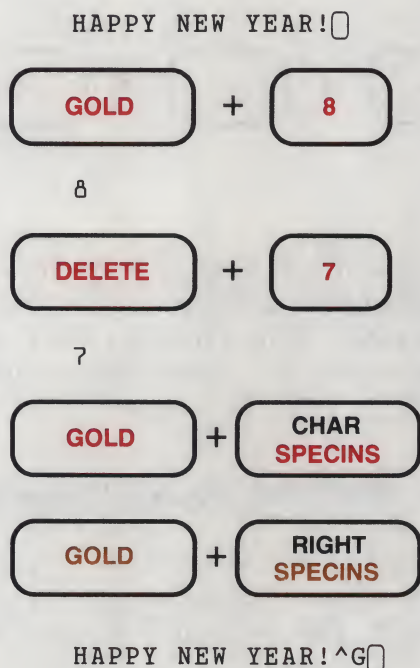 HAPPY NEW YEAR!
GOLD + 8
8
DELETE + 7
7
GOLD + CHAR
SPECINS
GOLD + RIGHT
SPECINS
HAPPY NEW YEAR!^G